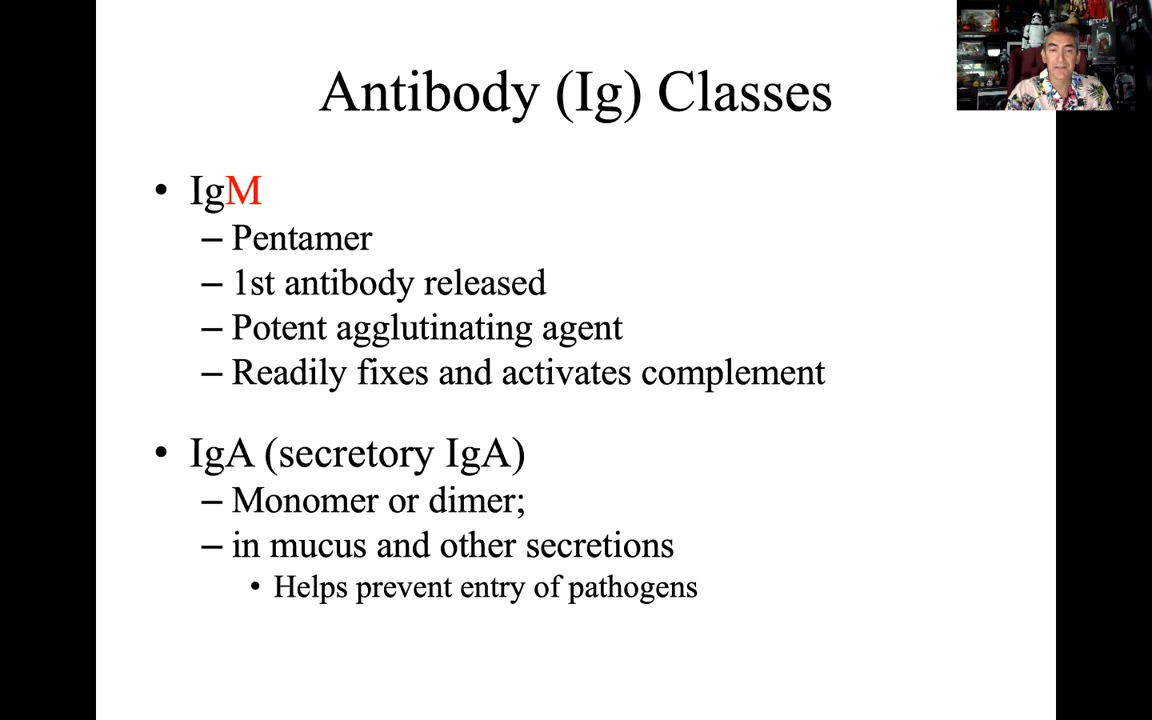 Antibody (Ig) Classes
• IgM
– Pentamer
– 1st antibody released
– Potent agglutinating agent
– Readily fixes and activates complement
• IgA (secretory IgA)
– Monomer or dimer;
– in mucus and other secretions
• Helps prevent entry of pathogens